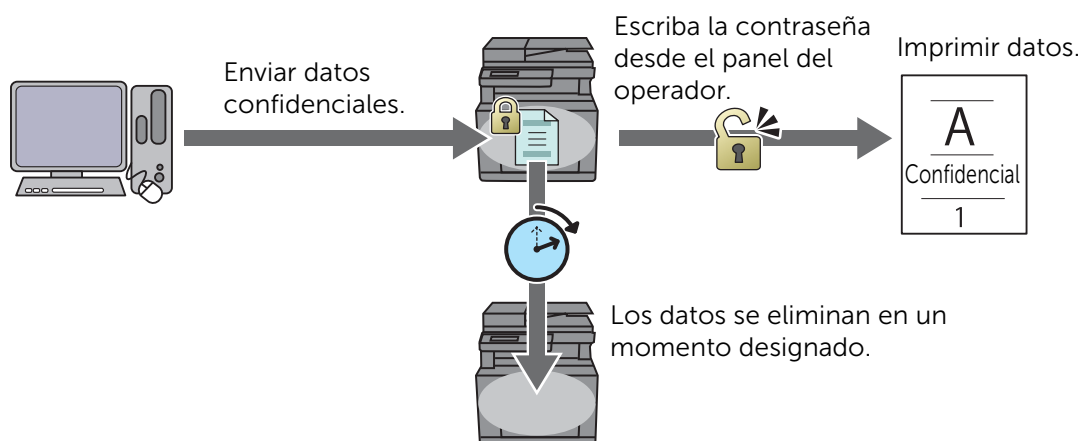 Enviar datos
confidenciales.
Escriba la contraseña
desde el panel del
operador.
Imprimir datos.
A
Confidencial
1
Los datos se eliminan en un
momento designado.